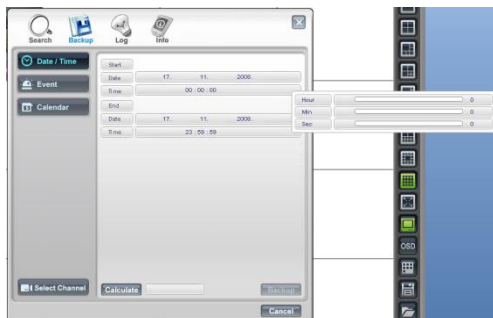 Search Backup Log Info
Date / Time
Event
Calendar
Start
Date 17. 11. 2008.
Time 00 : 00 : 00
End
Date 17. 11. 2008.
Time 23 : 59 : 59
Hour 0
Min 0
Sec 0
OSD
Select Channel
Calculate
Backup
Cancel